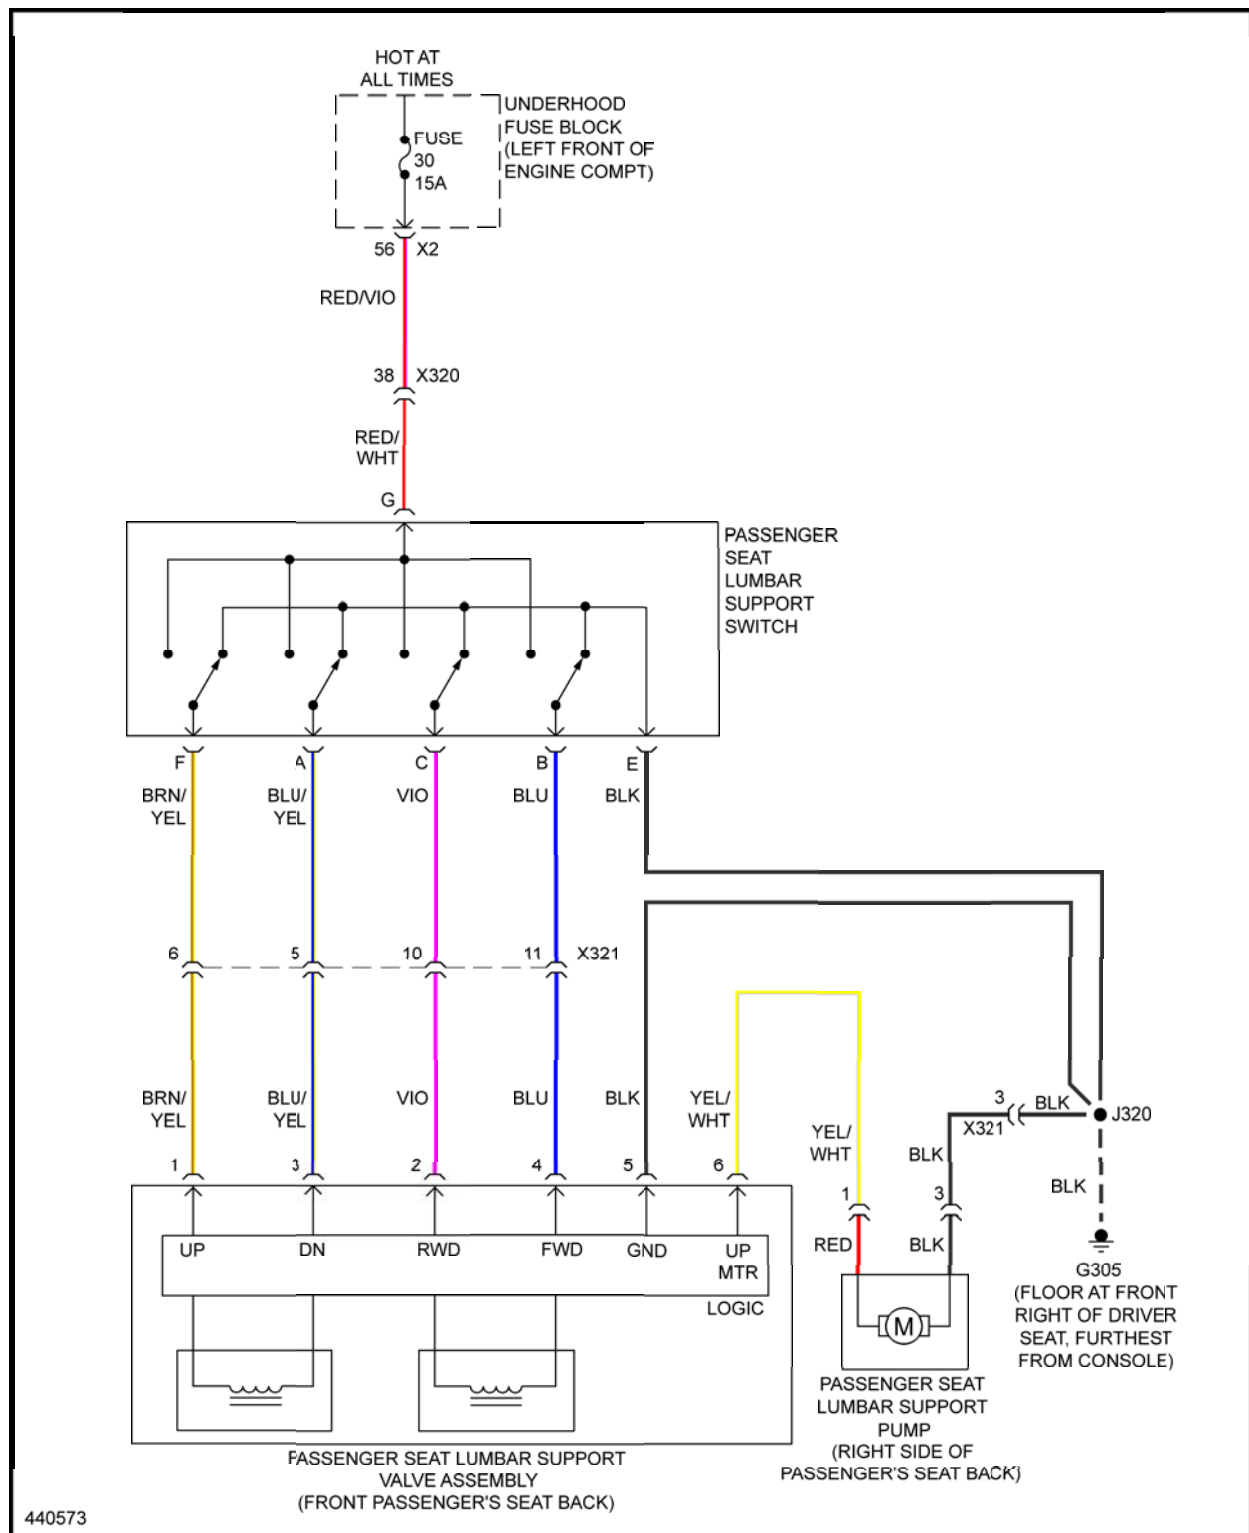 HOT AT
ALL TIMES
UNDERHOOD
FUSE BLOCK
(LEFT FRONT OF
ENGINE COMPT)
FUSE
30
15A
56 X2
RED/VIO
38 X320
RED/
WHT
G
PASSENGER
SEAT
LUMBAR
SUPPORT
SWITCH
F A C B E
BRN/ BLU/ VIO BLU BLK
YEL YEL
6 5 10 11 X321
BRN/ BLU/ VIO BLU BLK YEL/
YEL YEL WHT
3 BLK J320
X321
YEL/
WHT
BLK
1 3 2 4 5 6
1 3
BLK
RED BLK
UP DN RWD FWD GND UP
MTR
LOGIC
M
G305
(FLOOR AT FRONT
RIGHT OF DRIVER
SEAT, FURTHEST
FROM CONSOLE)
PASSENGER SEAT
LUMBAR SUPPORT
PUMP
(RIGHT SIDE OF
PASSENGER'S SEAT BACK)
PASSENGER SEAT LUMBAR SUPPORT
VALVE ASSEMBLY
(FRONT PASSENGER'S SEAT BACK)
440573